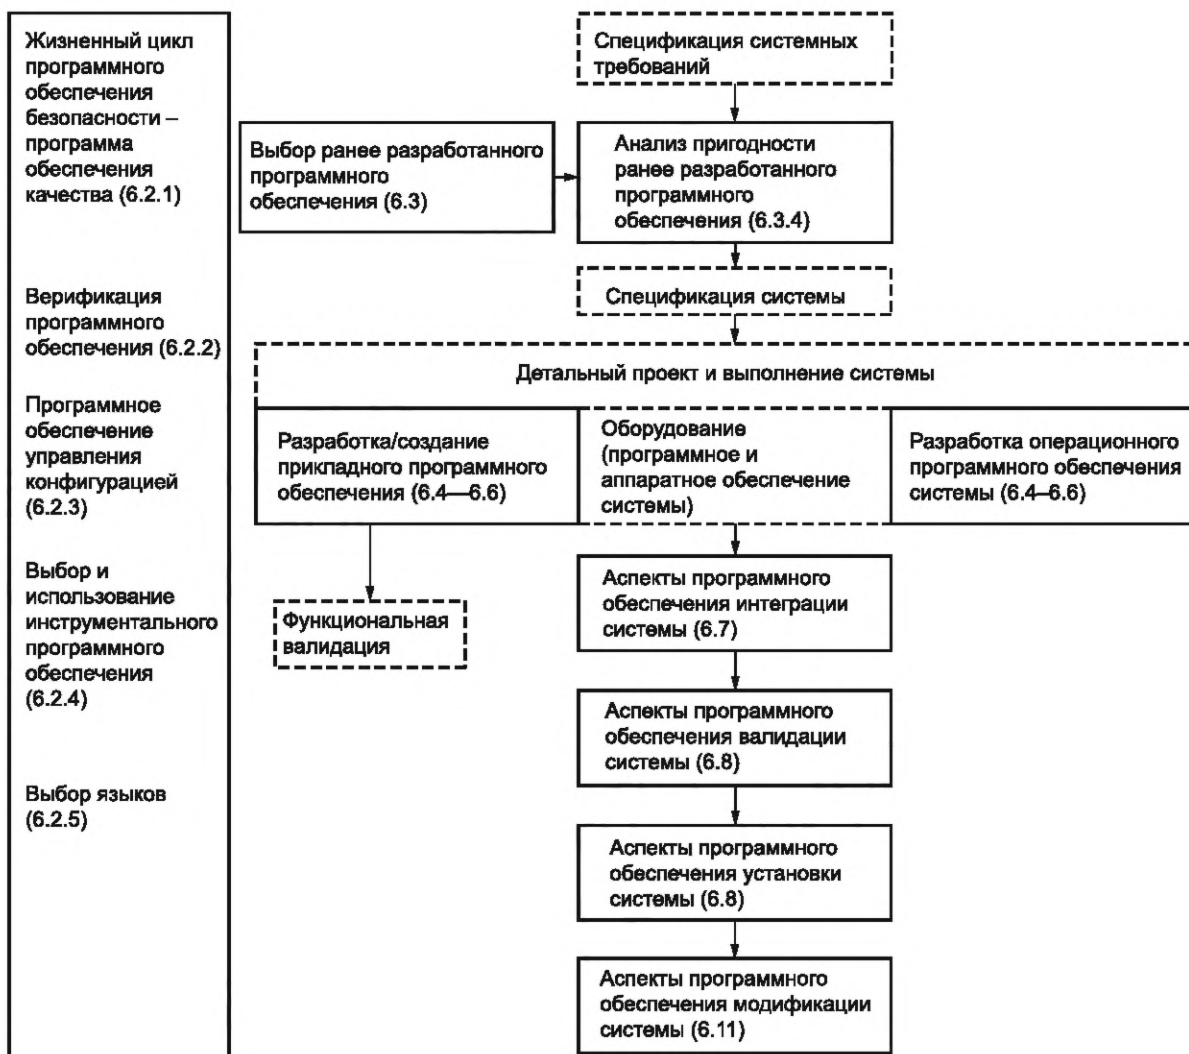 Жизненный цикл
программного
обеспечения
безопасности –
программа
обеспечения
качества (6.2.1)
Верификация
программного
обеспечения (6.2.2)
Программное
обеспечение
управления
конфигурацией
(6.2.3)
Выбор и
использование
инструментального
программного
обеспечения
(6.2.4)
Выбор языков
(6.2.5)
Спецификация системных
требований
Выбор ранее разработанного
программного
обеспечения (6.3)
Анализ пригодности
ранее разработанного
программного
обеспечения (6.3.4)
Спецификация системы
Детальный проект и выполнение системы
Разработка/создание
прикладного программного
обеспечения (6.4—6.6)
Оборудование
(программное и
аппаратное обеспечение
системы)
Разработка операционного
программного обеспечения
системы (6.4–6.6)
Функциональная
валидация
Аспекты программного
обеспечения интеграции
системы (6.7)
Аспекты программного
обеспечения валидации
системы (6.8)
Аспекты программного
обеспечения установки
системы (6.8)
Аспекты программного
обеспечения модификации
системы (6.11)